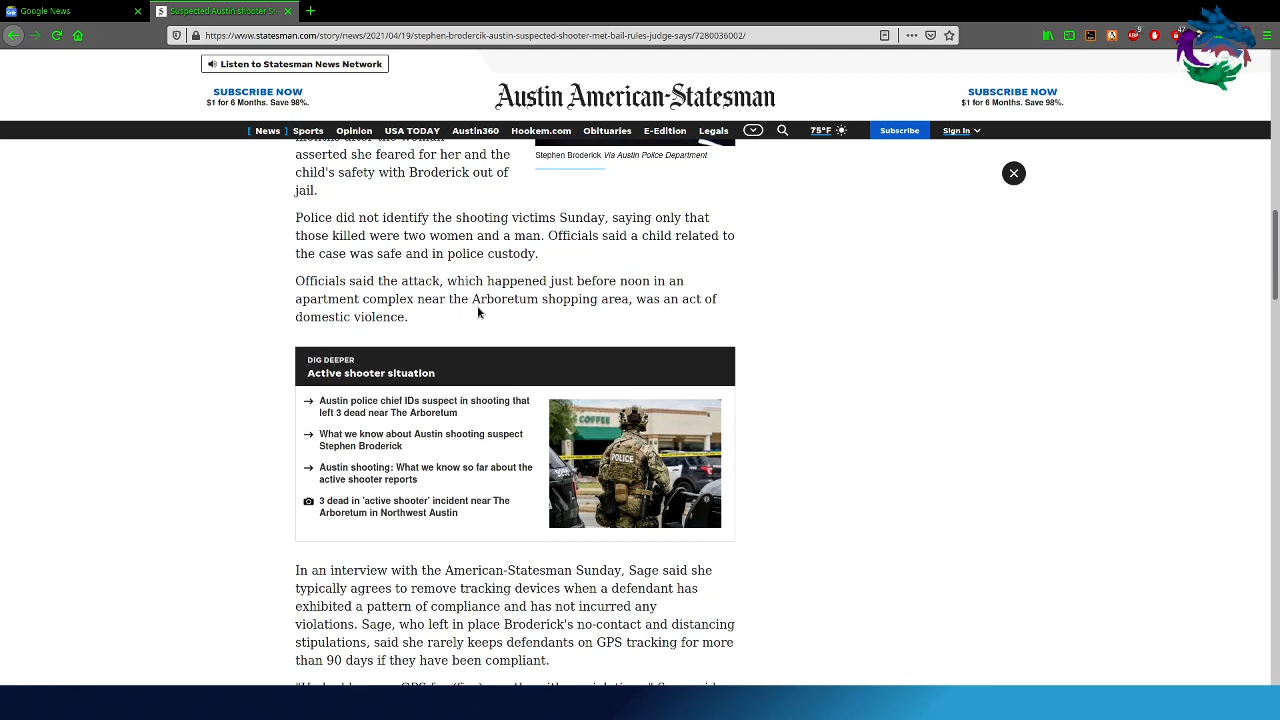 Google News
Suspected Austin shooter St
https://www.statesman.com/story/news/2021/04/19/stephen-broderik-austin-suspected-shooter-met-bail-rules-judge-says/7280036002/
Listen to Statesman News Network
SUBSCRIBE NOW
$1 for 6 Months. Save 98%.
Austin American-Statesman
SUBSCRIBE NOW
$1 for 6 Months. Save 98%.
News Sports Opinion USA TODAY Austin360 Hookem.com Obituaries E-Edition Legals 75°F Subscribe Sign In
months after the woman
asserted she feared for her and the
child's safety with Broderick out of
jail.
Stephen Broderick Via Austin Police Department
Police did not identify the shooting victims Sunday, saying only that
those killed were two women and a man. Officials said a child related to
the case was safe and in police custody.
Officials said the attack, which happened just before noon in an
apartment complex near the Arboretum shopping area, was an act of
domestic violence.
DIG DEEPER
Active shooter situation
Austin police chief IDs suspect in shooting that
left 3 dead near The Arboretum
What we know about Austin shooting suspect
Stephen Broderick
Austin shooting: What we know so far about the
active shooter reports
3 dead in 'active shooter' incident near The
Arboretum in Northwest Austin
COFFEE
POLICE
In an interview with the American-Statesman Sunday, Sage said she
typically agrees to remove tracking devices when a defendant has
exhibited a pattern of compliance and has not incurred any
violations. Sage, who left in place Broderick's no-contact and distancing
stipulations, said she rarely keeps defendants on GPS tracking for more
than 90 days if they have been compliant.